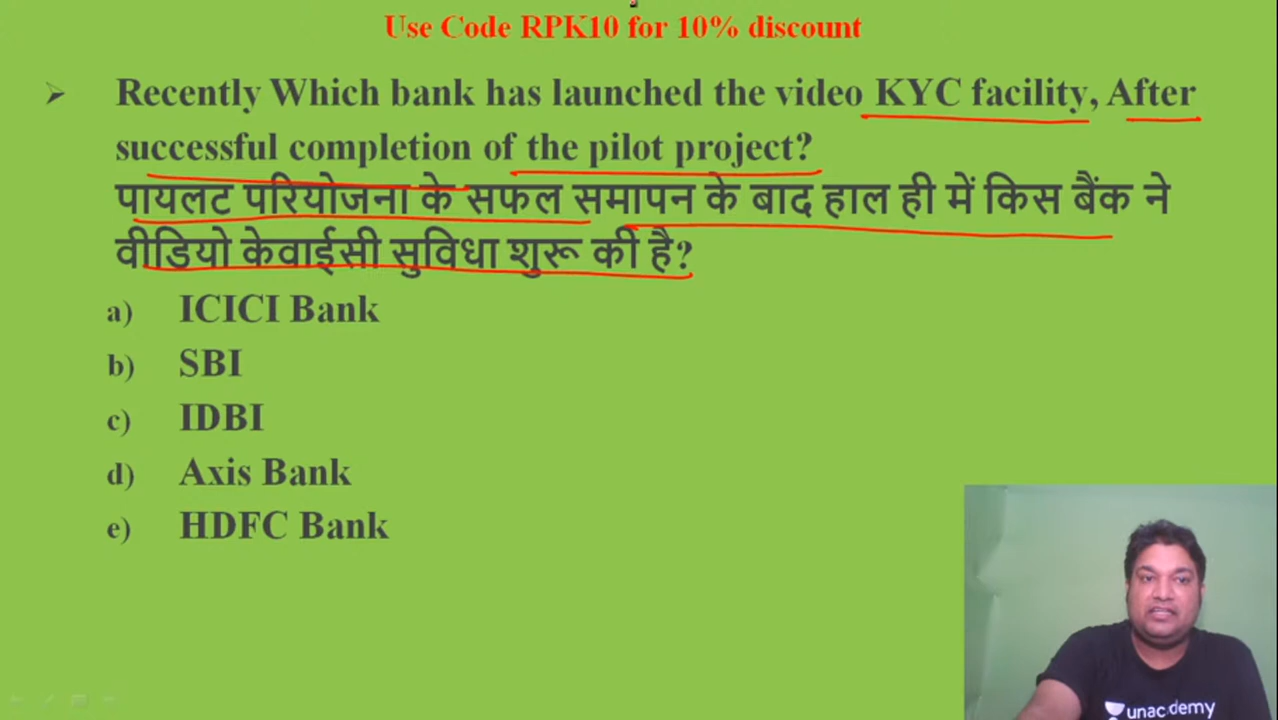 Use Code RPK10 for 10% discount
Recently Which bank has launched the video KYC facility, After
successful completion of the pilot project?
पायलट परियोजना के सफल समापन के बाद हाल ही में किस बैंक ने
वीडियो केवाईसी सुविधा शुरू की है?
a) ICICI Bank
b) SBI
c) IDBI
d) Axis Bank
e) HDFC Bank
unacademy